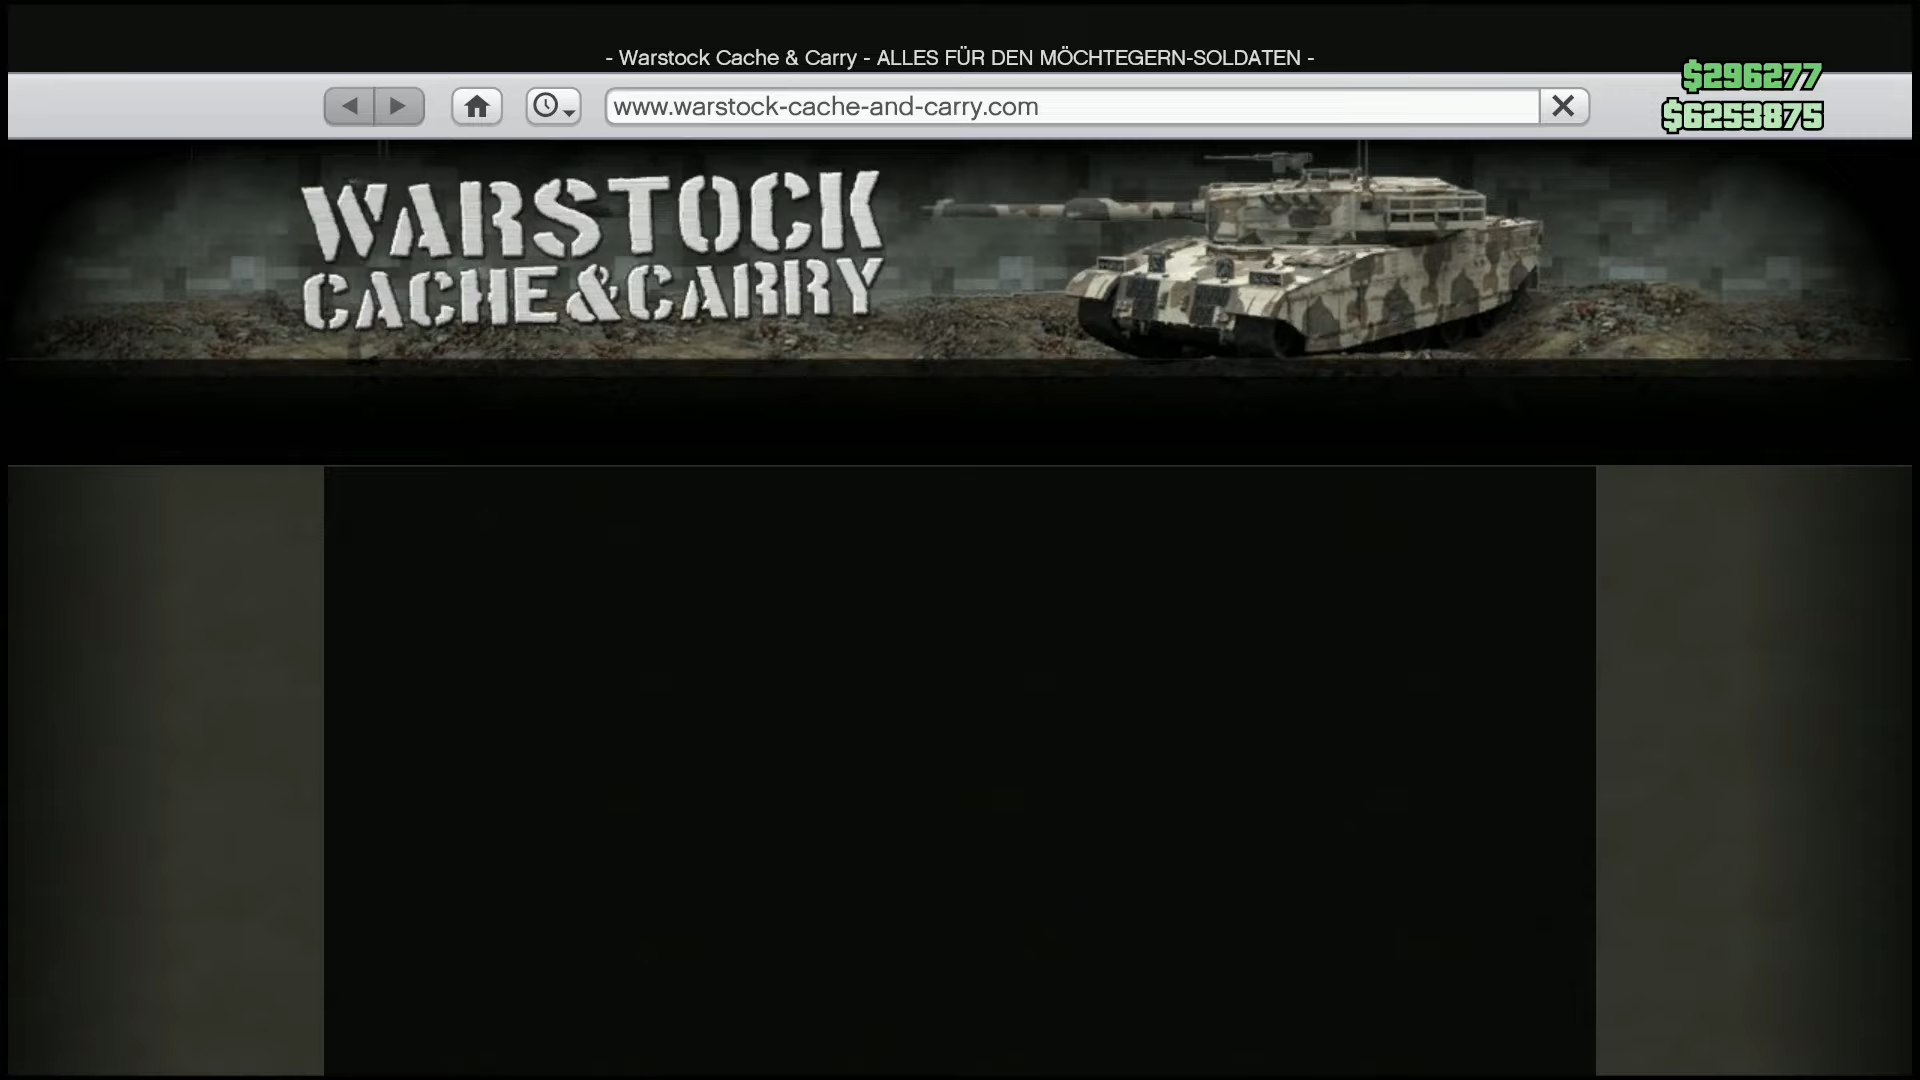 - Warstock Cache & Carry - ALLES FÜR DEN MÖCHTEGERN-SOLDATEN -
$296277
www.warstock-cache-and-carry.com
$6253875
WARSTOCK
CACHE & CARRY